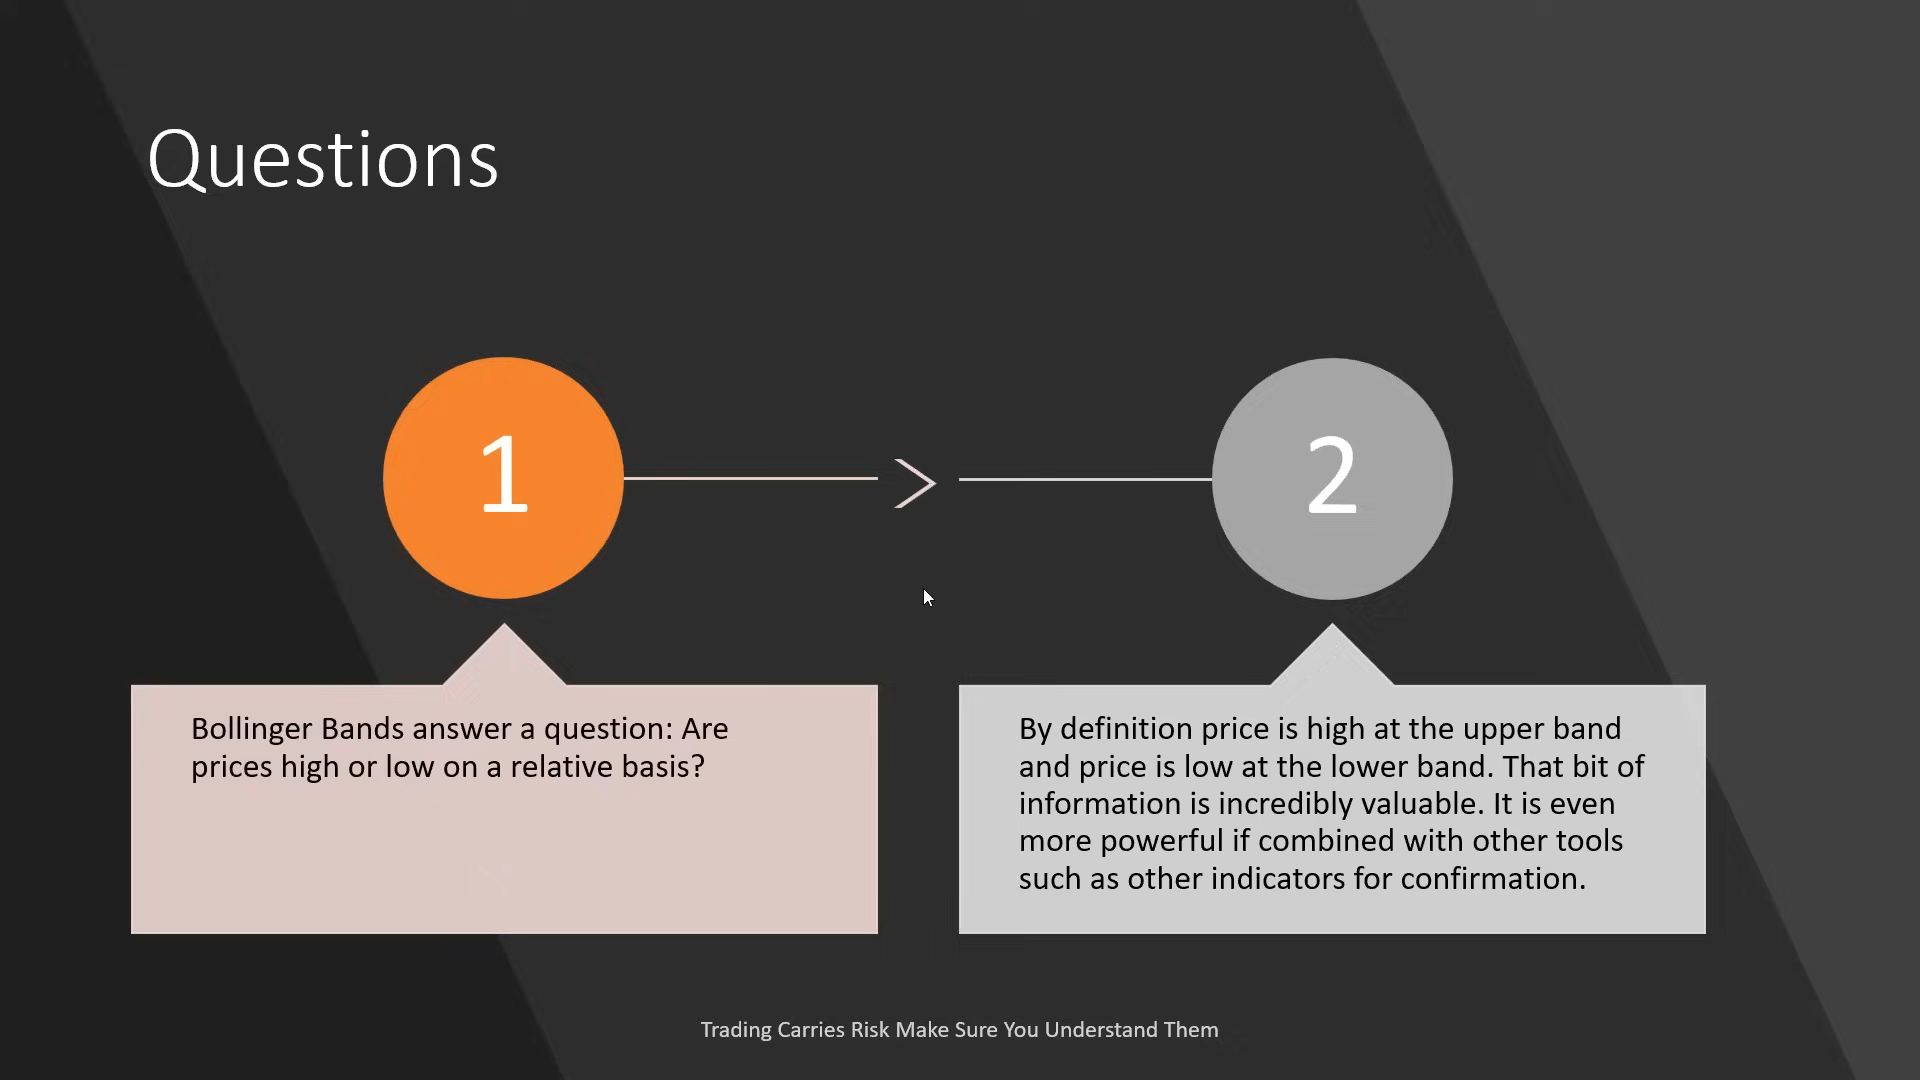 Questions
1
2
Bollinger Bands answer a question: Are
prices high or low on a relative basis?
By definition price is high at the upper band
and price is low at the lower band. That bit of
information is incredibly valuable. It is even
more powerful if combined with other tools
such as other indicators for confirmation.
Trading Carries Risk Make Sure You Understand Them